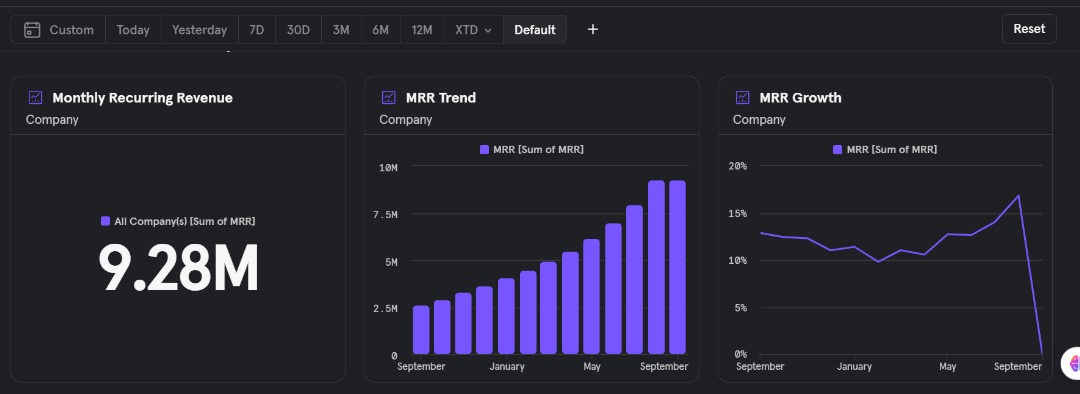 Custom Today Yesterday 7D 30D 3M 6M 12M XTD Default + Reset
Monthly Recurring Revenue
Company
All Company(s) [Sum of MRR]
9.28M
MRR Trend
Company
MRR [Sum of MRR]
10M
7.5M
5M
2.5M
0
September January May September
MRR Growth
Company
MRR [Sum of MRR]
20%
15%
10%
5%
0%
September January May September